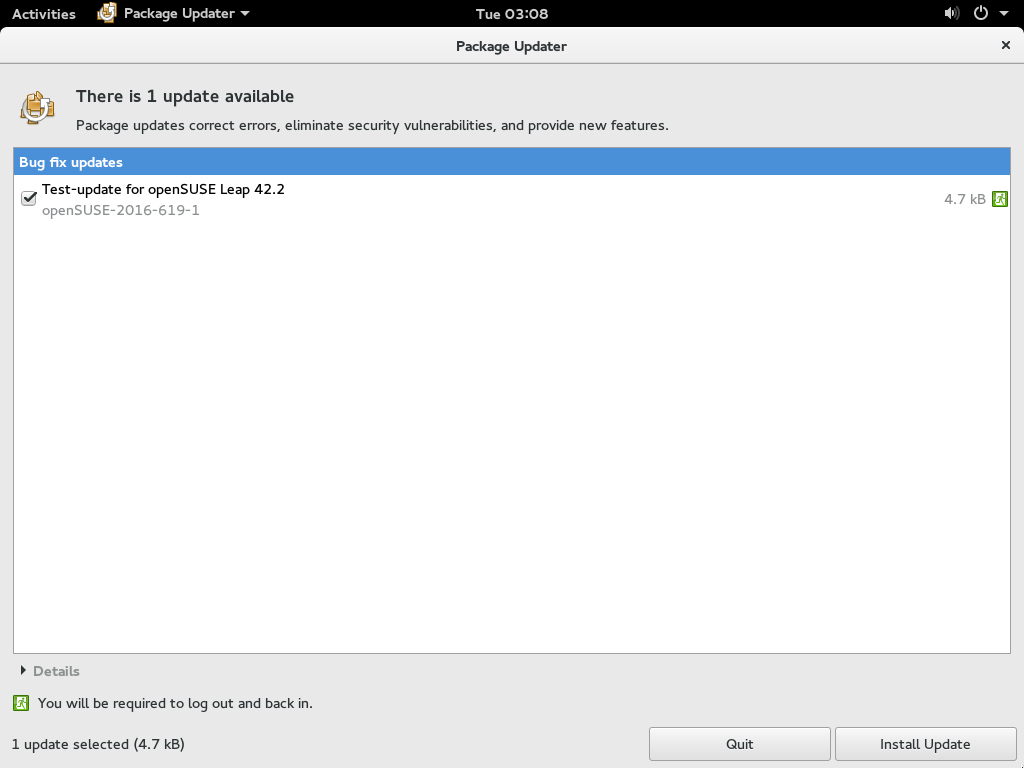 Activities Package Updater Tue 03:08
Package Updater
There is 1 update available
Package updates correct errors, eliminate security vulnerabilities, and provide new features.
Bug fix updates
Test-update for openSUSE Leap 42.2
openSUSE-2016-619-1
4.7 kB
Details
You will be required to log out and back in.
1 update selected (4.7 kB) Quit Install Update